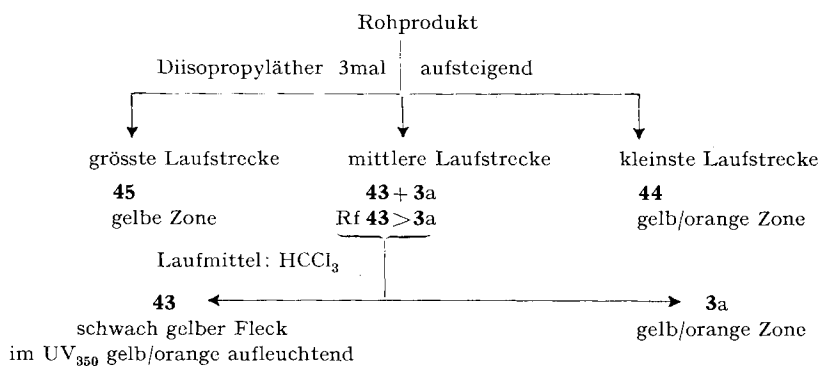 Rohprodukt
Diisopropyläther 3mal aufsteigend
grösste Laufstrecke mittlere Laufstrecke kleinste Laufstrecke
45 43 + 3a 44
gelbe Zone Rf 43 > 3a gelb/orange Zone
Laufmittel: HCCl₃
43 3a
schwach gelber Fleck gelb/orange Zone
im UV₃₅₀ gelb/orange aufleuchtend